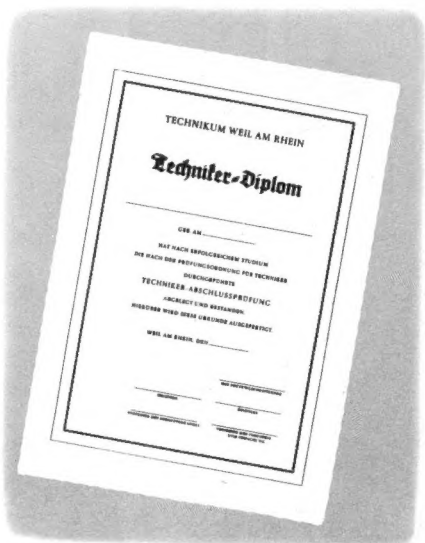 TECHNIKUM WEIL AM RHEIN
Techniker-Diplom
GEB. AM
HAT NACH ERFOLGREICHEM STUDIUM
DIE NACH DER PRÜFUNGSORDNUNG FÜR TECHNIKER
DURCHGEFÜHRTE
TECHNIKER ABSCHLUSSPRÜFUNG
ABGELEGT UND BESTANDEN.
HIERÜBER WIRD DIESE URKUNDE AUSGEFERTIGT.
WEIL AM RHEIN, DEN